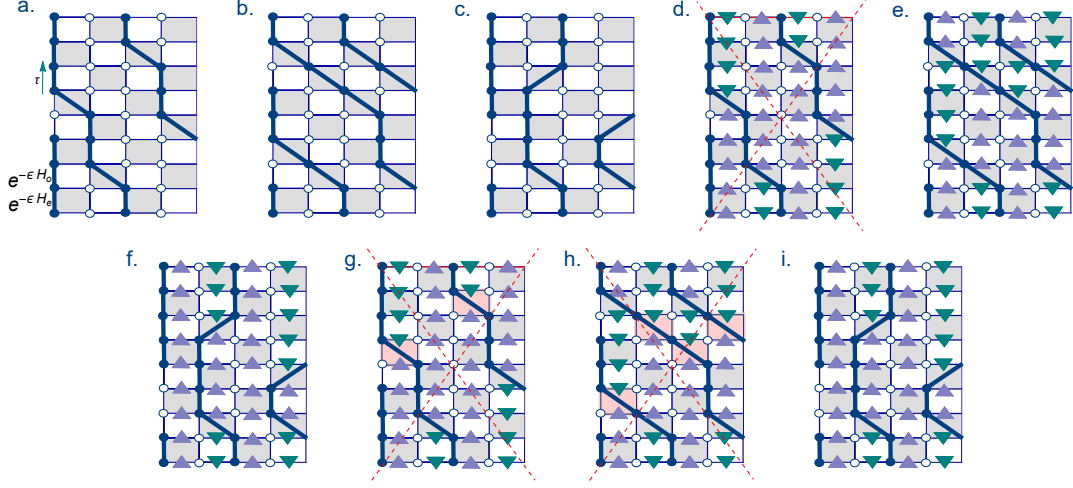 a.
b.
c.
d.
e.
τ
e^{-ϵ H_o}
e^{-ϵ H_e}
f.
g.
h.
i.